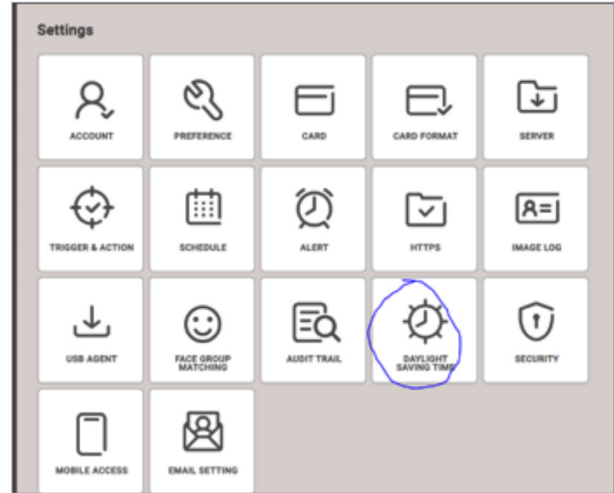 Settings
ACCOUNT
PREFERENCE
CARD
CARD FORMAT
SERVER
TRIGGER & ACTION
SCHEDULE
ALERT
HTTPS
IMAGE LOG
USB AGENT
FACE GROUP
MATCHING
AUDIT TRAIL
DAYLIGHT
SAVING TIME
SECURITY
MOBILE ACCESS
EMAIL SETTING